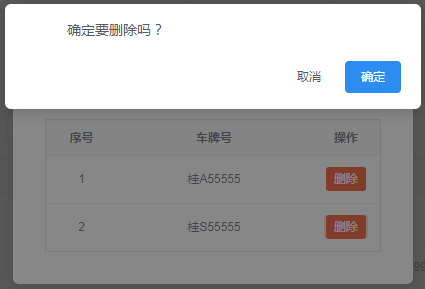 确定要删除吗？
取消 确定
序号 车牌号 操作
1 桂A55555 删除
2 桂S55555 删除
99